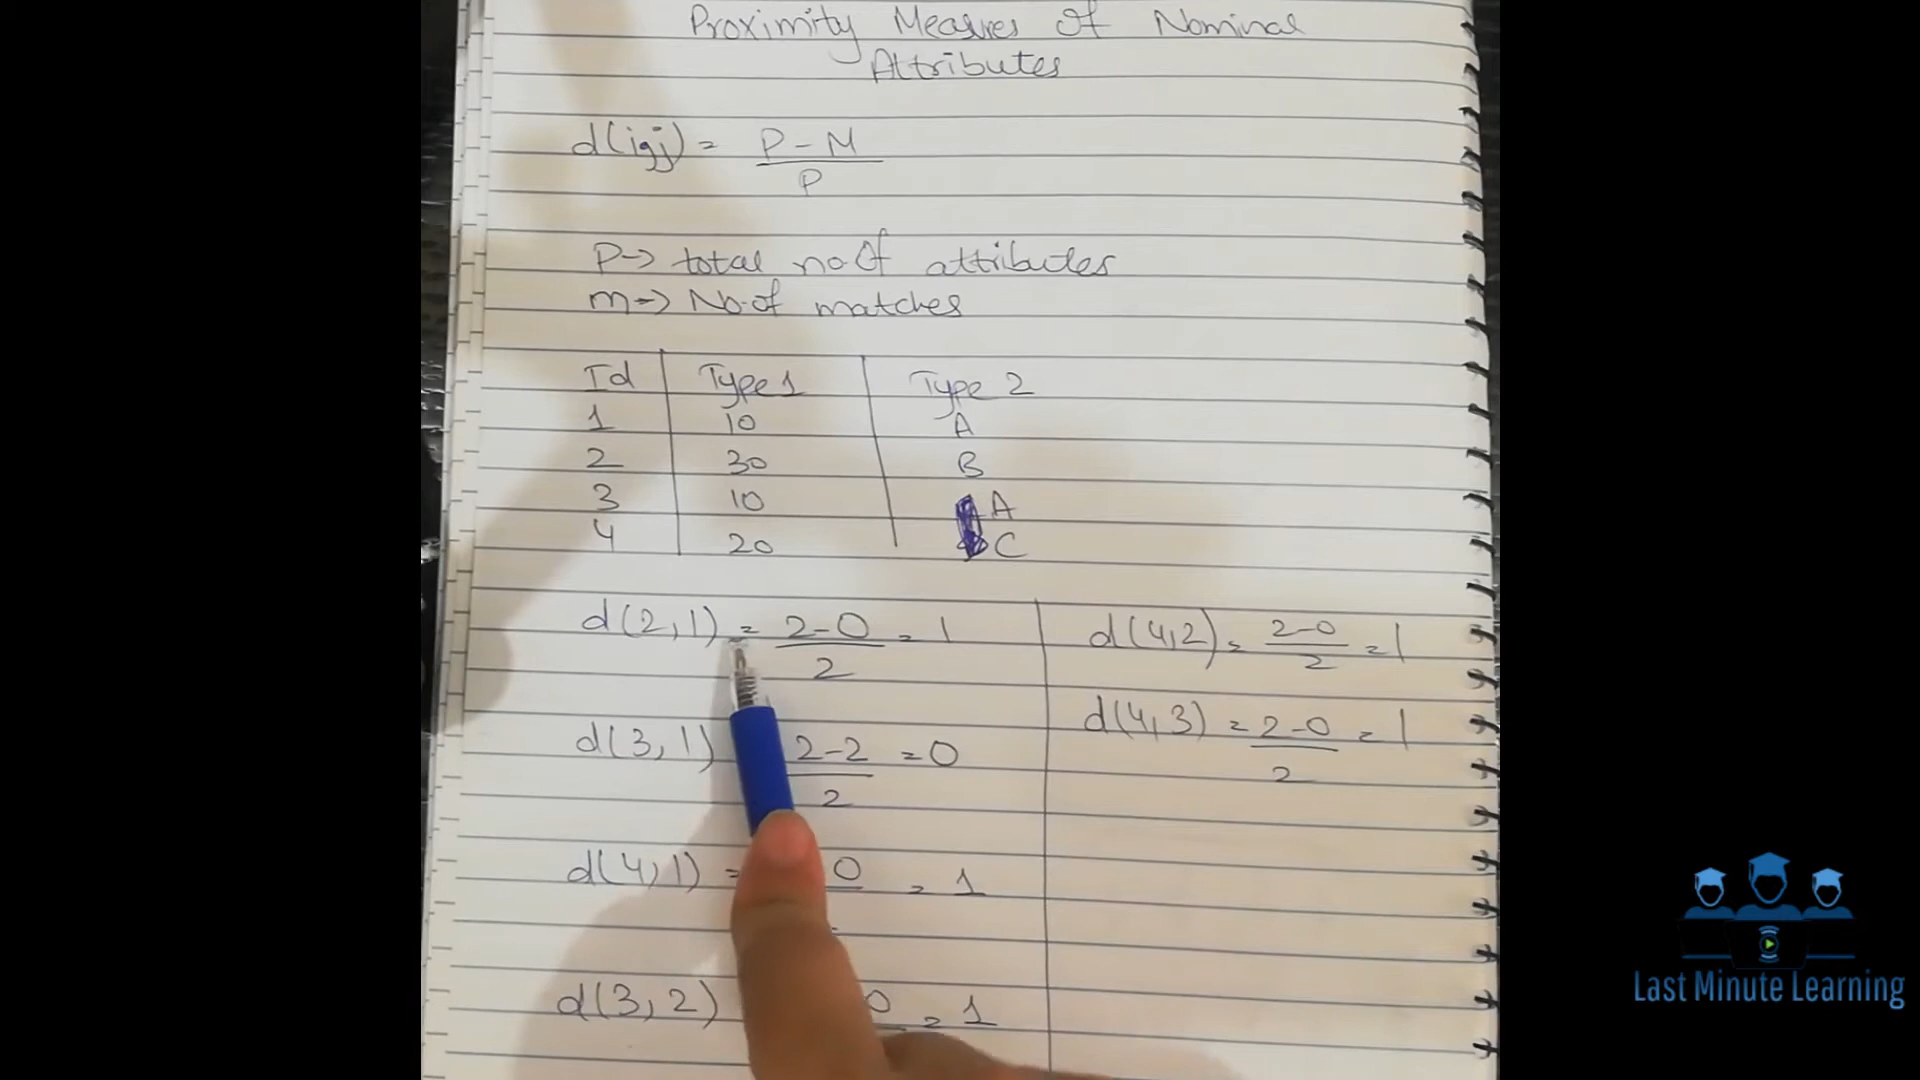 Proximity Measures Of Nominal
Attributes
d(i,j) = P - M
P
P -> total no. Of attributes
m -> No. of matches
Id Type 1 Type 2
1 10 A
2 30 B
3 10 A
4 20 C
d(2,1) = 2-0 = 1
2
d(3,1) 2-2 = 0
2
d(4,1) = 0 = 1
d(3,2) 0 = 1
d(4,2) = 2-0 = 1
2
d(4,3) = 2-0 = 1
2
Last Minute Learning